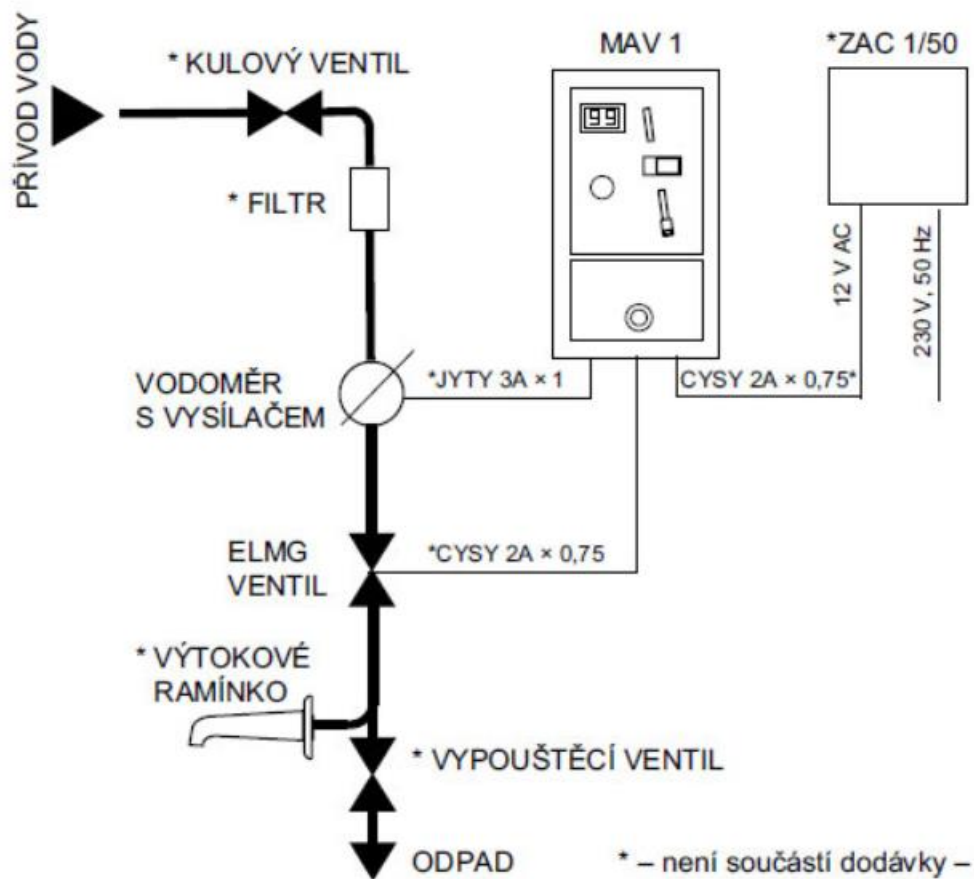 MAV 1
*ZAC 1/50
* KULOVÝ VENTIL
PŘÍVOD VODY
99
* FILTR
12 V AC
230 V, 50 Hz
VODOMĚR
S VYSÍLAČEM
*JYTY 3A × 1
CYSY 2A × 0,75*
ELMG
VENTIL
*CYSY 2A × 0,75
* VÝTOKOVÉ
RAMÍNKO
* VYPOUŠTĚCÍ VENTIL
ODPAD
* – není součástí dodávky –